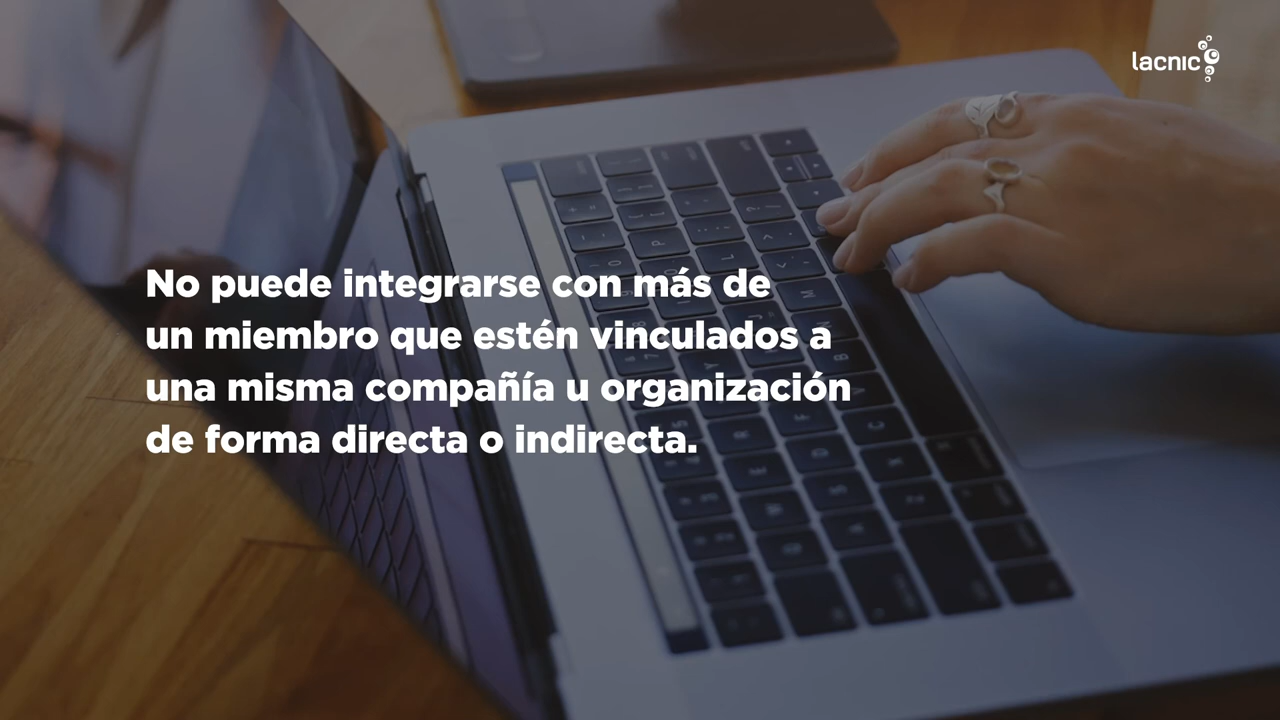 lacnic
No puede integrarse con más de
un miembro que estén vinculados a
una misma compañía u organización
de forma directa o indirecta.